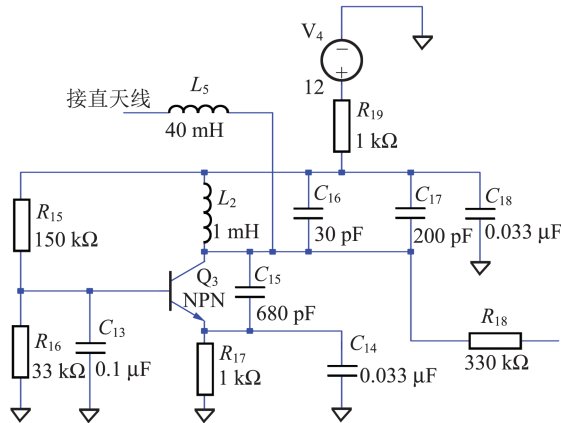 V₄
−
+
12
L₅
接直天线
40 mH
R₁₉
1 kΩ
L₂
1 mH
C₁₆
30 pF
C₁₇
200 pF
C₁₈
0.033 μF
R₁₅
150 kΩ
Q₃
NPN
C₁₅
680 pF
R₁₆
33 kΩ
C₁₃
0.1 μF
R₁₇
1 kΩ
C₁₄
0.033 μF
R₁₈
330 kΩ